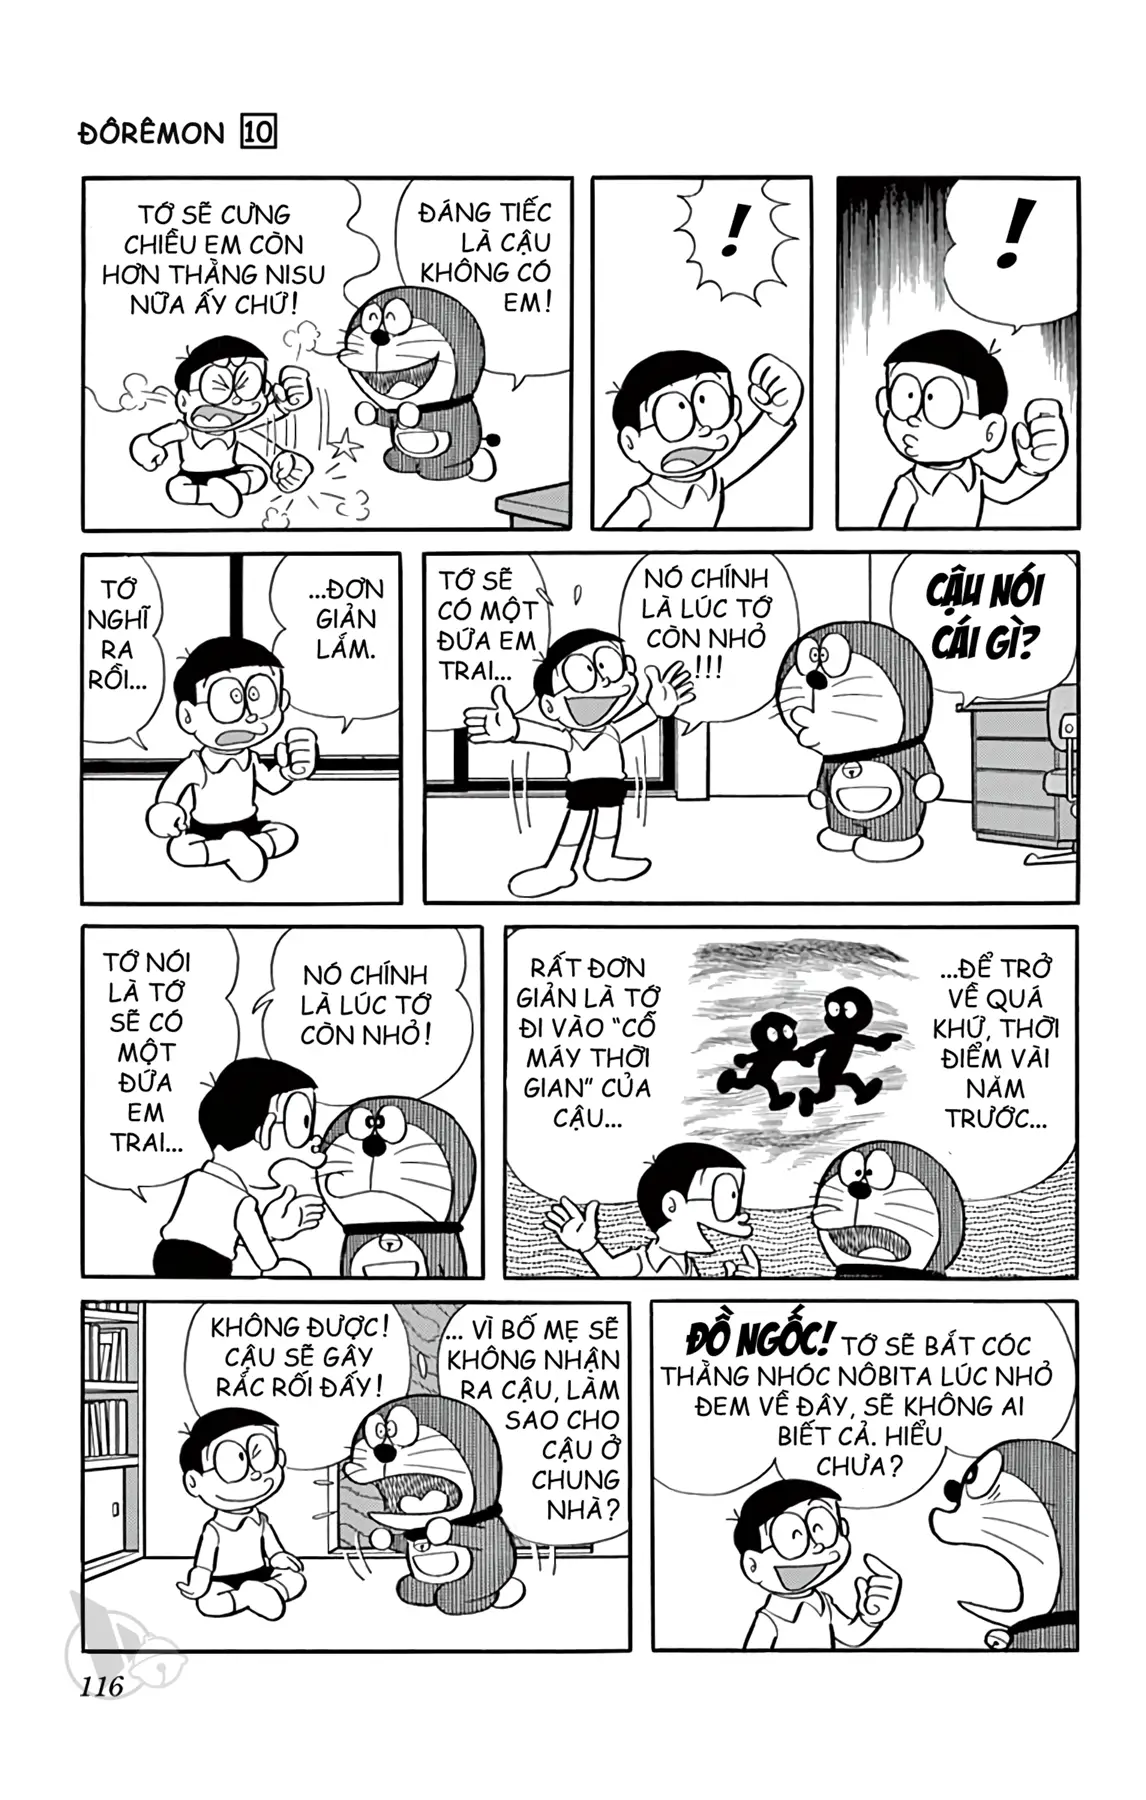 ĐÔRÊMON 10
TỚ SẼ CƯNG
CHIỀU EM CÒN
HƠN THẰNG NISU
NỮA ẤY CHỨ!
ĐÁNG TIẾC
LÀ CẬU
KHÔNG CÓ
EM!
!
!
TỚ
NGHĨ
RA
RỒI...
...ĐƠN
GIẢN
LẮM.
TỚ SẼ
CÓ MỘT
ĐỨA EM
TRAI...
NÓ CHÍNH
LÀ LÚC TỚ
CÒN NHỎ
!!!
CẬU NÓI
CÁI GÌ?
TỚ NÓI
LÀ TỚ
SẼ CÓ
MỘT
ĐỨA
EM
TRAI...
NÓ CHÍNH
LÀ LÚC TỚ
CÒN NHỎ!
RẤT ĐƠN
GIẢN LÀ TỚ
ĐI VÀO “CỖ
MÁY THỜI
GIAN” CỦA
CẬU...
...ĐỂ TRỞ
VỀ QUÁ
KHỨ, THỜI
ĐIỂM VÀI
NĂM
TRƯỚC...
KHÔNG ĐƯỢC!
CẬU SẼ GÂY
RẮC RỐI ĐẤY!
... VÌ BỐ MẸ SẼ
KHÔNG NHẬN
RA CẬU, LÀM
SAO CHO
CẬU Ở
CHUNG
NHÀ?
ĐỒ NGỐC! TỚ SẼ BẮT CÓC
THẰNG NHÓC NÔBITA LÚC NHỎ
ĐEM VỀ ĐÂY, SẼ KHÔNG AI
BIẾT CẢ. HIỂU
CHƯA?
116